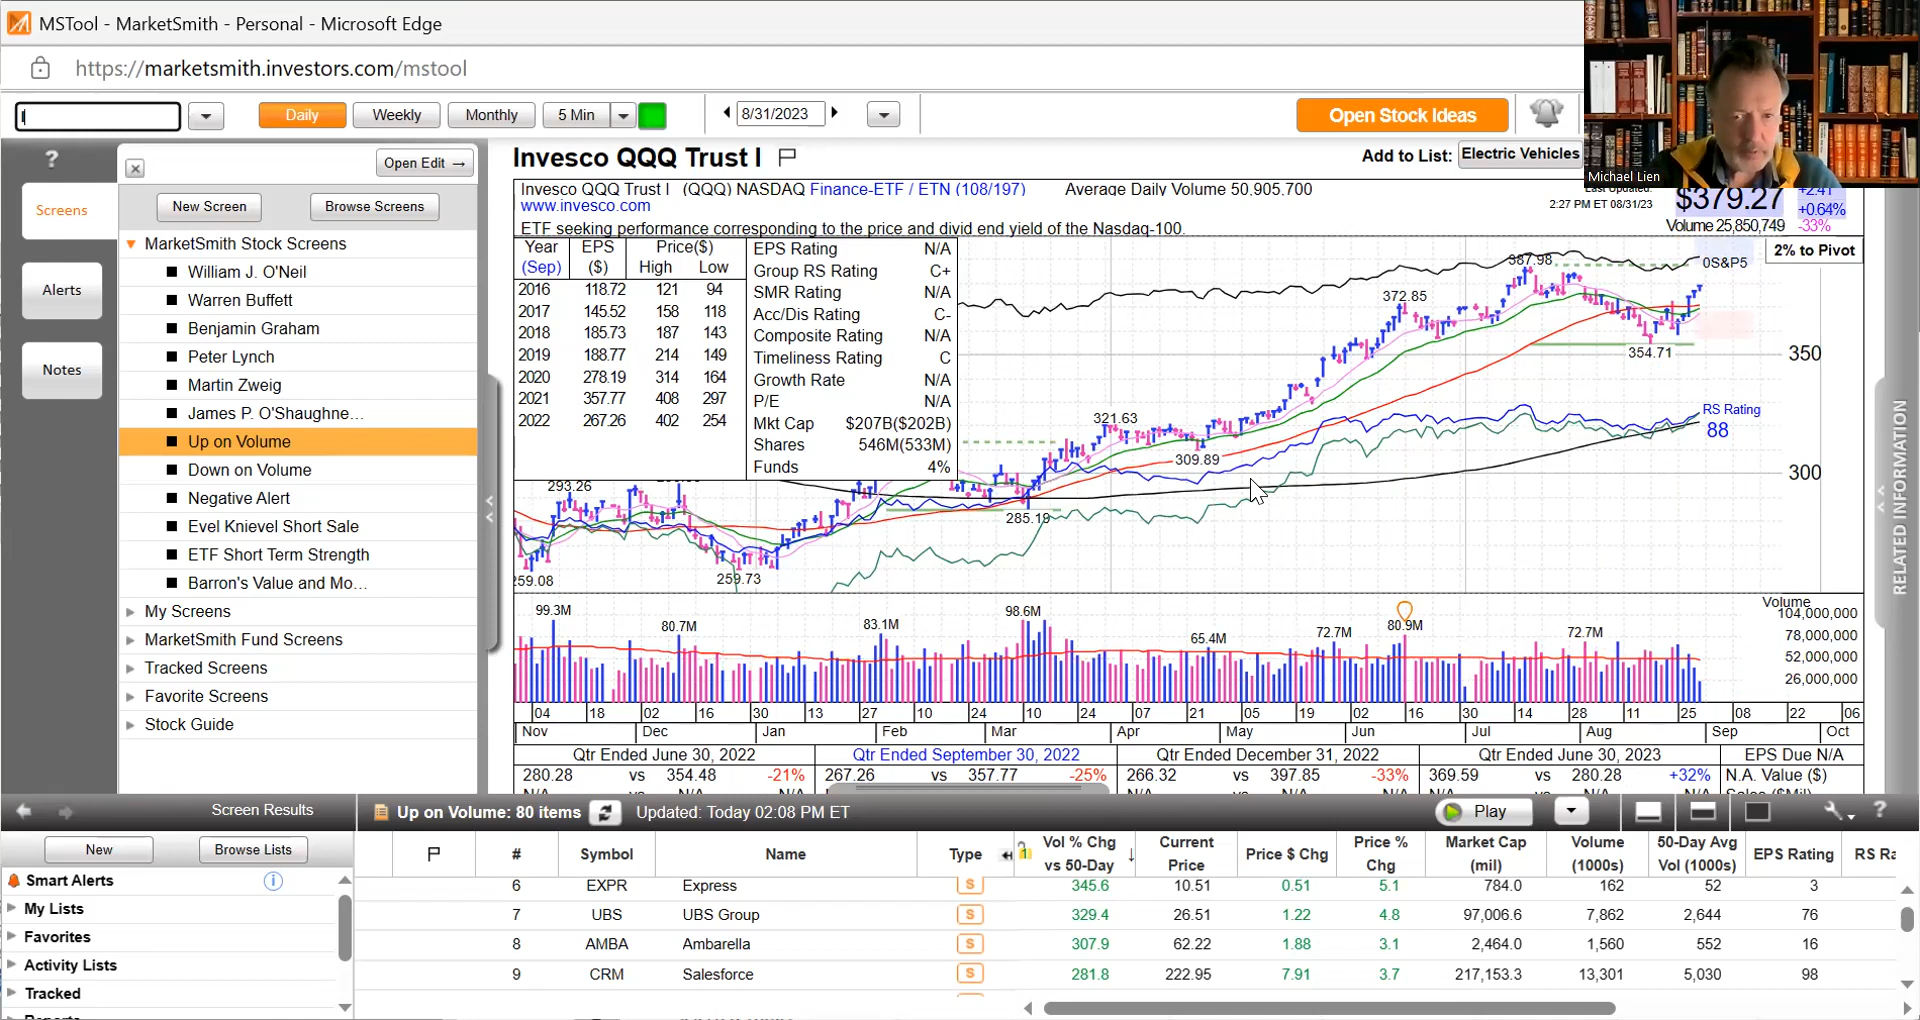 MSTool - MarketSmith - Personal - Microsoft Edge
https://marketsmith.investors.com/mstool
Daily Weekly Monthly 5 Min 8/31/2023 Open Stock Ideas
Michael Lien
? Open Edit →
Screens
Alerts
Notes
New Screen Browse Screens
MarketSmith Stock Screens
William J. O'Neil
Warren Buffett
Benjamin Graham
Peter Lynch
Martin Zweig
James P. O'Shaughne...
Up on Volume
Down on Volume
Negative Alert
Evel Knievel Short Sale
ETF Short Term Strength
Barron's Value and Mo...
My Screens
MarketSmith Fund Screens
Tracked Screens
Favorite Screens
Stock Guide
Invesco QQQ Trust I
Add to List: Electric Vehicles
Invesco QQQ Trust I (QQQ) NASDAQ Finance-ETF / ETN (108/197) Average Daily Volume 50,905,700
www.invesco.com
ETF seeking performance corresponding to the price and divid end yield of the Nasdaq-100.
Last Updated:
2:27 PM ET 08/31/23
$379.27 +2.41
+0.64%
Volume 25,850,749 -33%
2% to Pivot
Year EPS Price($)
(Sep) ($) High Low
2016 118.72 121 94
2017 145.52 158 118
2018 185.73 187 143
2019 188.77 214 149
2020 278.19 314 164
2021 357.77 408 297
2022 267.26 402 254
EPS Rating N/A
Group RS Rating C+
SMR Rating N/A
Acc/Dis Rating C-
Composite Rating N/A
Timeliness Rating C
Growth Rate N/A
P/E N/A
Mkt Cap $207B($202B)
Shares 546M(533M)
Funds 4%
387.98
0S&P5
372.85
354.71
350
321.63
309.89
RS Rating
88
300
293.26
285.19
259.08
259.73
99.3M 80.7M 83.1M 98.6M 65.4M 72.7M 80.9M 72.7M
Volume
104,000,000
78,000,000
52,000,000
26,000,000
04 18 02 16 30 13 27 10 24 10 24 07 21 05 19 02 16 30 14 28 11 25 08 22 06
Nov Dec Jan Feb Mar Apr May Jun Jul Aug Sep Oct
Qtr Ended June 30, 2022 Qtr Ended September 30, 2022 Qtr Ended December 31, 2022 Qtr Ended June 30, 2023 EPS Due N/A
280.28 vs 354.48 -21% 267.26 vs 357.77 -25% 266.32 vs 397.85 -33% 369.59 vs 280.28 +32% N.A. Value ($)
RELATED INFORMATION
Screen Results
Up on Volume: 80 items Updated: Today 02:08 PM ET Play ?
New Browse Lists
Smart Alerts
My Lists
Favorites
Activity Lists
Tracked
# Symbol Name Type Vol % Chg vs 50-Day Current Price Price $ Chg Price % Chg Market Cap (mil) Volume (1000s) 50-Day Avg Vol (1000s) EPS Rating RS Ra
6 EXPR Express S 345.6 10.51 0.51 5.1 784.0 162 52 3
7 UBS UBS Group S 329.4 26.51 1.22 4.8 97,006.6 7,862 2,644 76
8 AMBA Ambarella S 307.9 62.22 1.88 3.1 2,464.0 1,560 552 16
9 CRM Salesforce S 281.8 222.95 7.91 3.7 217,153.3 13,301 5,030 98